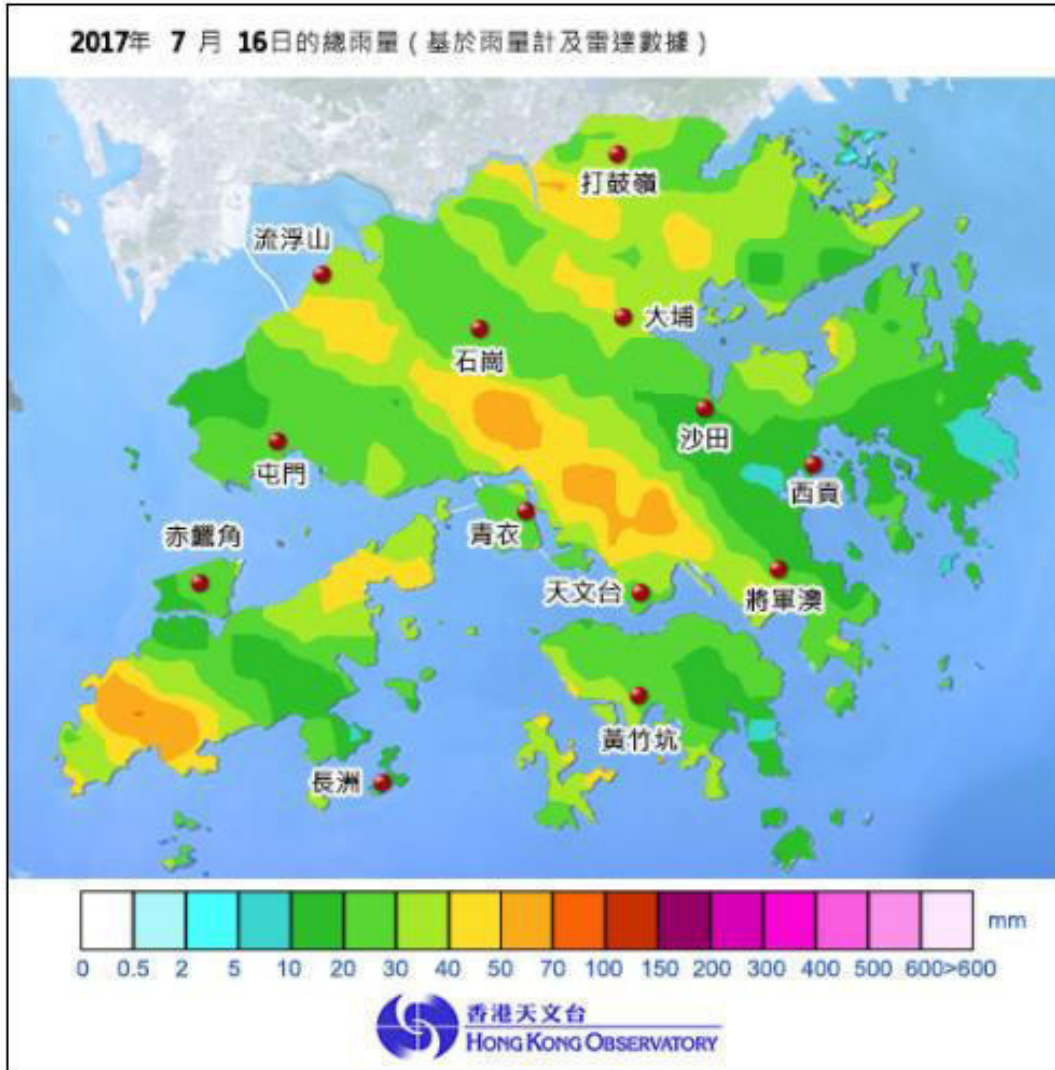 2017年 7 月 16日的總雨量 ( 基於雨量計及雷達數據 )
打鼓嶺
流浮山
大埔
石崗
沙田
屯門
西貢
青衣
赤鱲角
天文台
將軍澳
黃竹坑
長洲
mm
0 0.5 2 5 10 20 30 40 50 70 100 150 200 300 400 500 600>600
香港天文台
HONG KONG OBSERVATORY